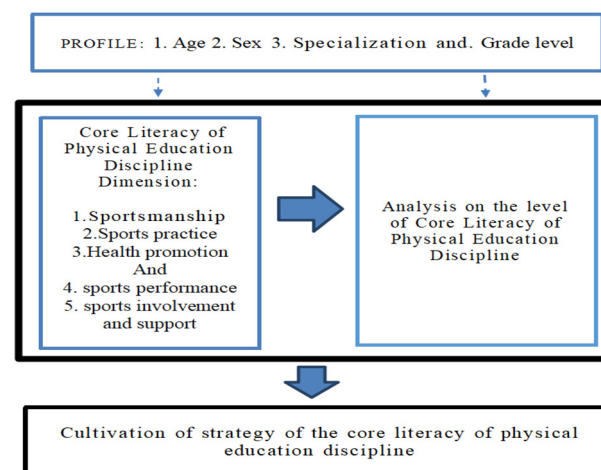 PROFILE: 1. Age 2. Sex 3. Specialization and. Grade level
Core Literacy of
Physical Education
Discipline
Dimension:
1.Sportsmanship
2.Sports practice
3.Health promotion
And
4. sports performance
5. sports involvement
and support
Analysis on the level
of Core Literacy of
Physical Education
Discipline
Cultivation of strategy of the core literacy of physical
education discipline